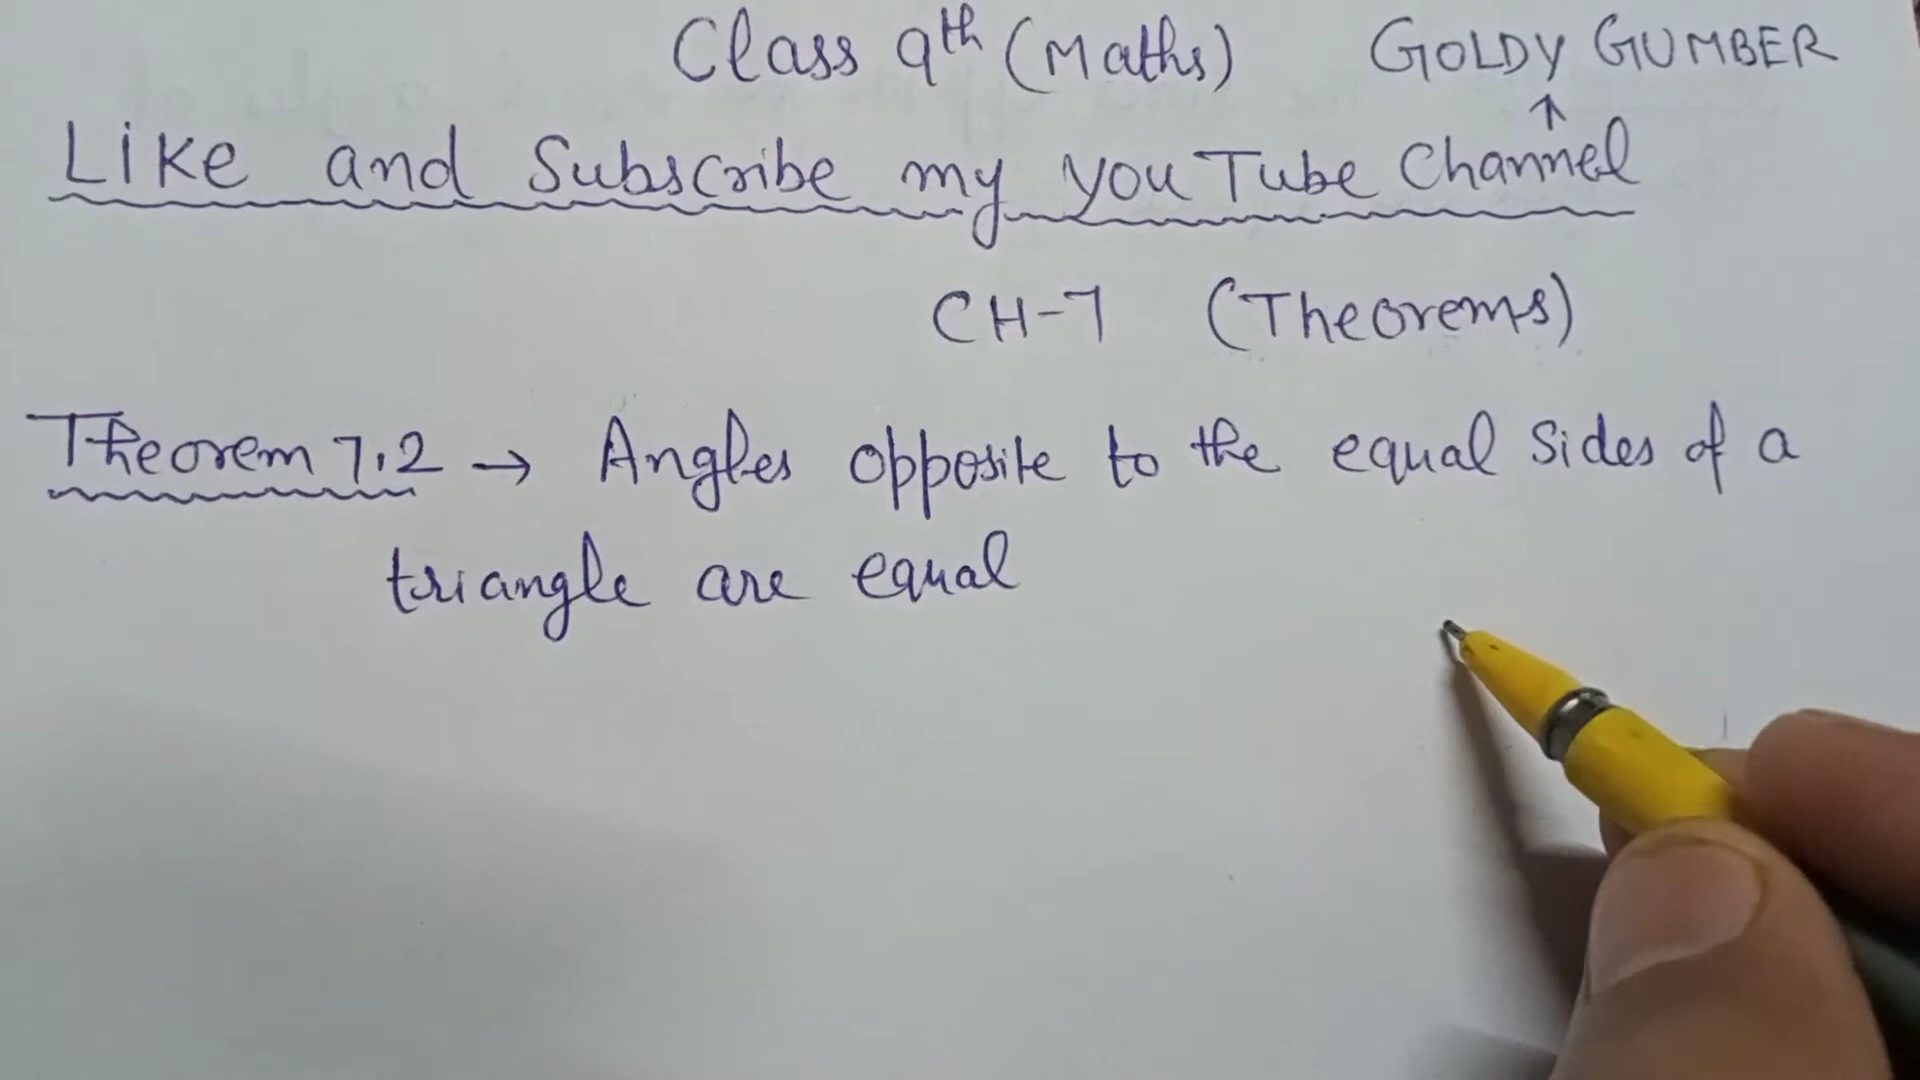 Class 9th (Maths) GOLDY GUMBER
↑
Like and Subscribe my YouTube Channel
CH-7 (Theorems)
Theorem 7.2 → Angles opposite to the equal sides of a
triangle are equal